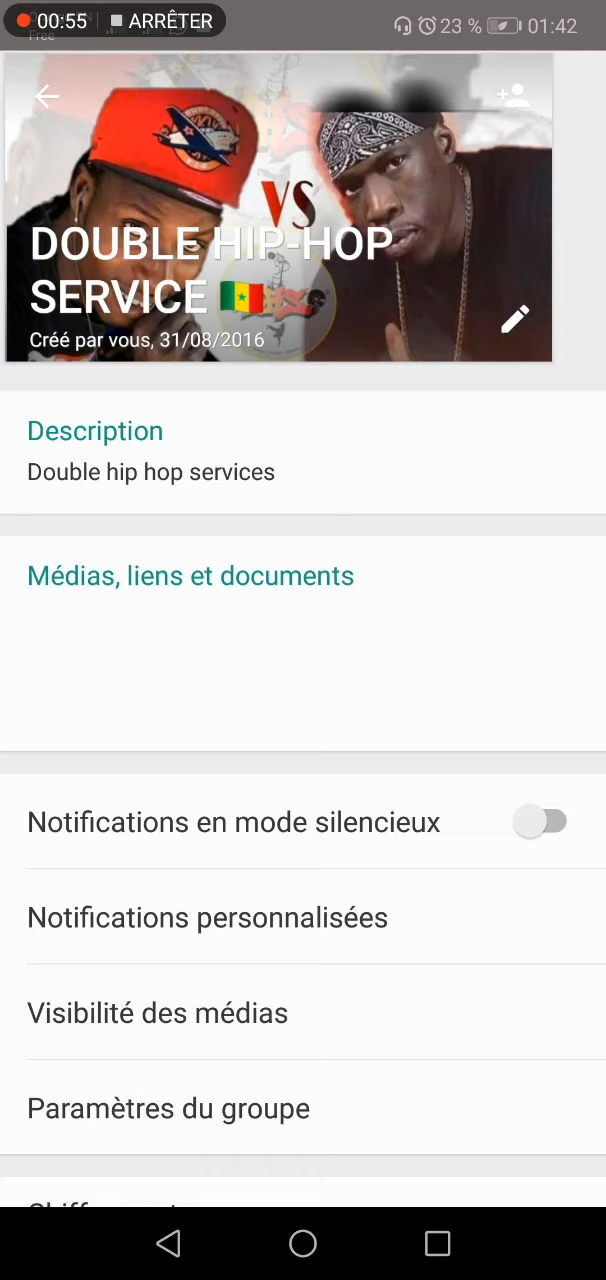 00:55 ARRÊTER 23 % 01:42
Free
VS
DOUBLE HIP-HOP
SERVICE
Créé par vous, 31/08/2016
Description
Double hip hop services
Médias, liens et documents
Notifications en mode silencieux
Notifications personnalisées
Visibilité des médias
Paramètres du groupe